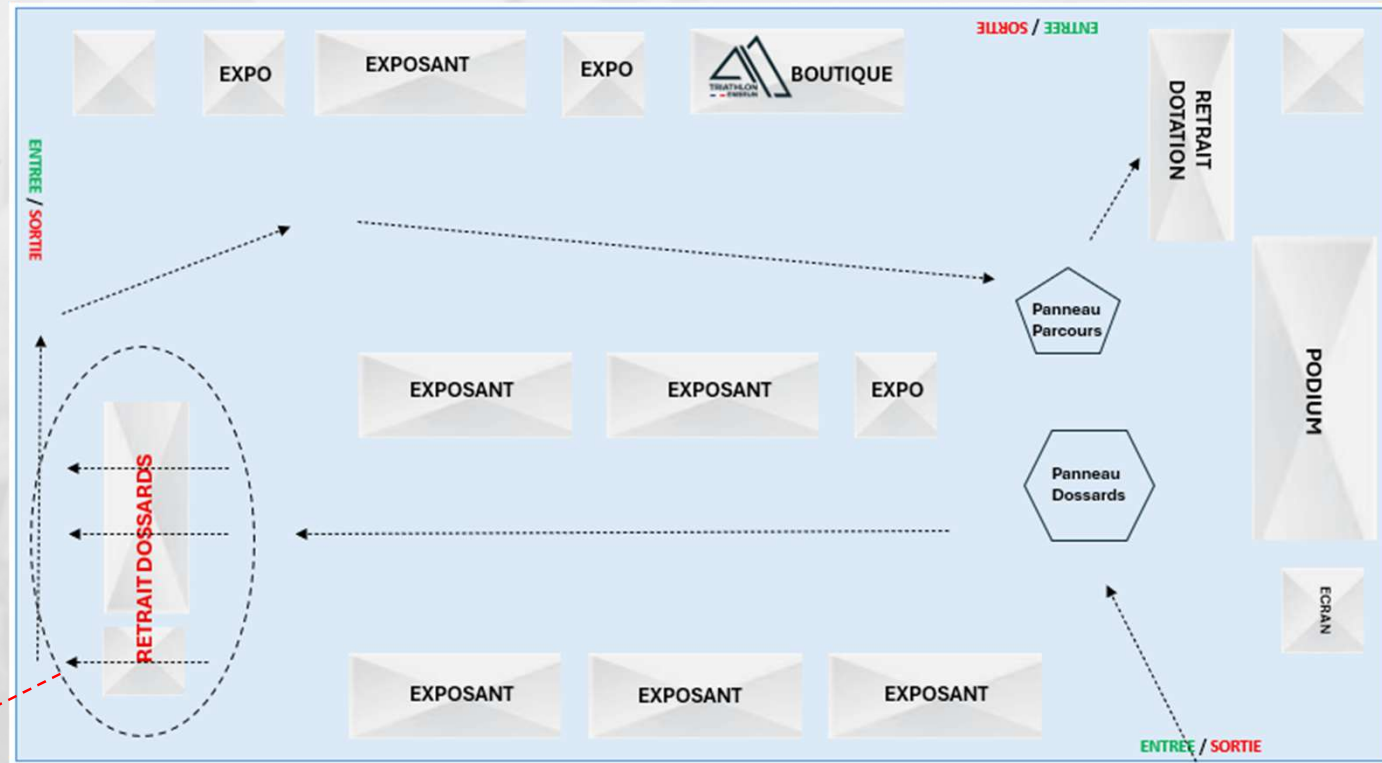 ENTREE / SORTIE
EXPO
EXPOSANT
EXPO
TRIATHLON
EMBRUN
BOUTIQUE
RETRAIT
DOTATION
ENTREE / SORTIE
Panneau
Parcours
EXPOSANT
EXPOSANT
EXPO
PODIUM
Panneau
Dossards
RETRAIT DOSSARDS
ECRAN
EXPOSANT
EXPOSANT
EXPOSANT
ENTREE / SORTIE